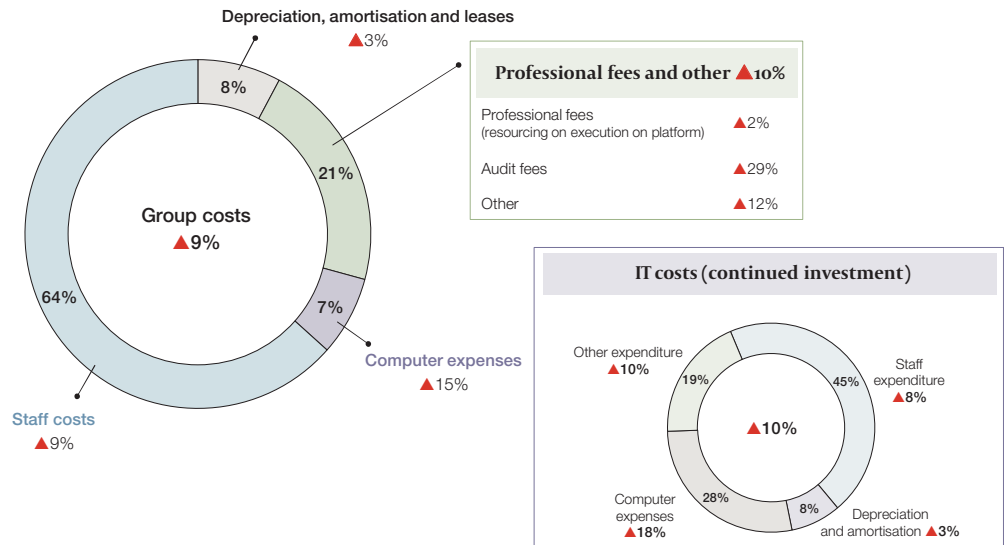 Depreciation, amortisation and leases
▲3%
8%
21%
Group costs
▲9%
64%
7%
Computer expenses
▲15%
Staff costs
▲9%
Professional fees and other ▲10%
Professional fees
(resourcing on execution on platform)
▲2%
Audit fees
▲29%
Other
▲12%
IT costs (continued investment)
Other expenditure
▲10%
19%
45%
Staff
expenditure
▲8%
▲10%
28%
8%
Computer
expenses
▲18%
Depreciation
and amortisation ▲3%